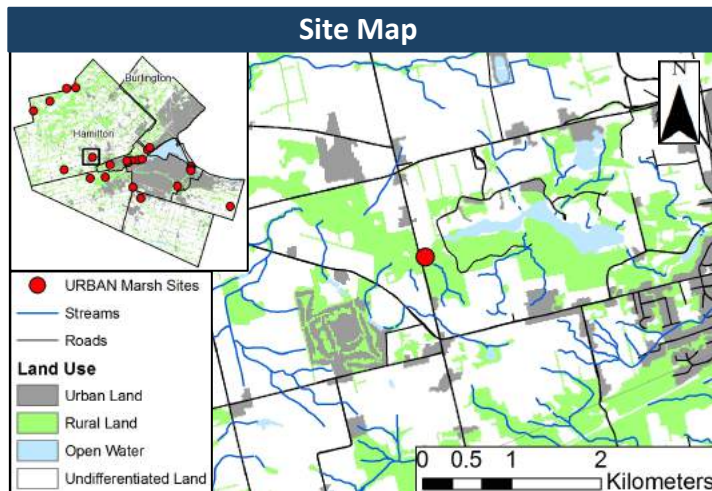 Site Map
Burlington
Hamilton
N
URBAN Marsh Sites
Streams
Roads
Land Use
Urban Land
Rural Land
Open Water
Undifferentiated Land
0 0.5 1 2
Kilometers